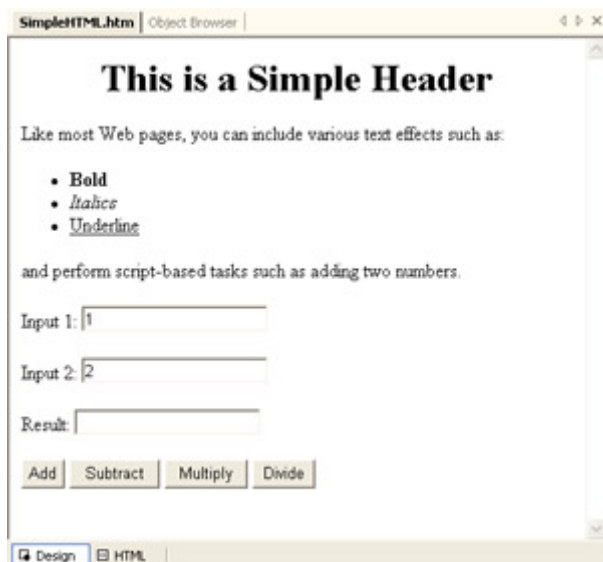 SimpleHTML.htm Object Browser
This is a Simple Header
Like most Web pages, you can include various text effects such as:
Bold
Italics
Underline
and perform script-based tasks such as adding two numbers.
Input 1: 1
Input 2: 2
Result:
Add Subtract Multiply Divide
Design HTML